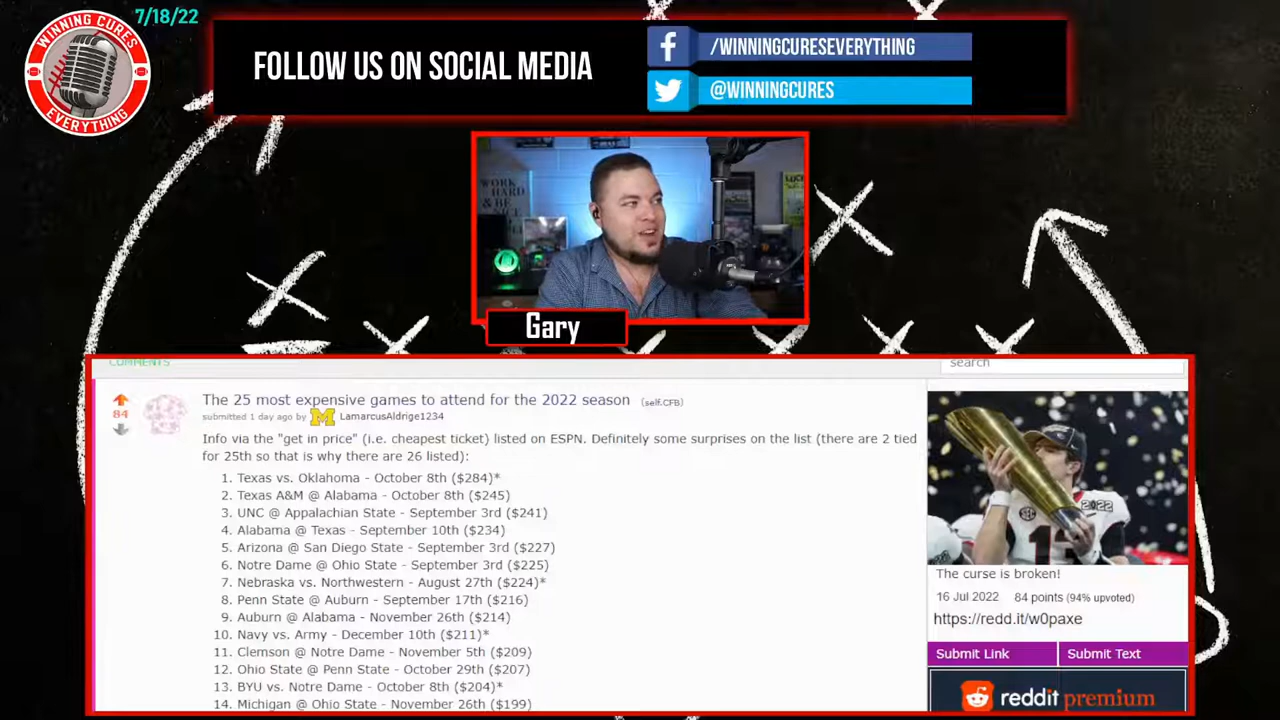 7/18/22
WINNING CURES
EVERYTHING
FOLLOW US ON SOCIAL MEDIA
/WINNINGCURESEVERYTHING
@WINNINGCURES
WORK
HARD
& BE
Gary
COMMENTS
search
84
The 25 most expensive games to attend for the 2022 season (self.CFB)
submitted 1 day ago by M LamarcusAldrige1234
Info via the "get in price" (i.e. cheapest ticket) listed on ESPN. Definitely some surprises on the list (there are 2 tied
for 25th so that is why there are 26 listed):
1. Texas vs. Oklahoma - October 8th ($284)*
2. Texas A&M @ Alabama - October 8th ($245)
3. UNC @ Appalachian State - September 3rd ($241)
4. Alabama @ Texas - September 10th ($234)
5. Arizona @ San Diego State - September 3rd ($227)
6. Notre Dame @ Ohio State - September 3rd ($225)
7. Nebraska vs. Northwestern - August 27th ($224)*
8. Penn State @ Auburn - September 17th ($216)
9. Auburn @ Alabama - November 26th ($214)
10. Navy vs. Army - December 10th ($211)*
11. Clemson @ Notre Dame - November 5th ($209)
12. Ohio State @ Penn State - October 29th ($207)
13. BYU vs. Notre Dame - October 8th ($204)*
14. Michigan @ Ohio State - November 26th ($199)
SEC
2022
13
The curse is broken!
16 Jul 2022 84 points (94% upvoted)
https://redd.it/w0paxe
Submit Link
Submit Text
reddit premium